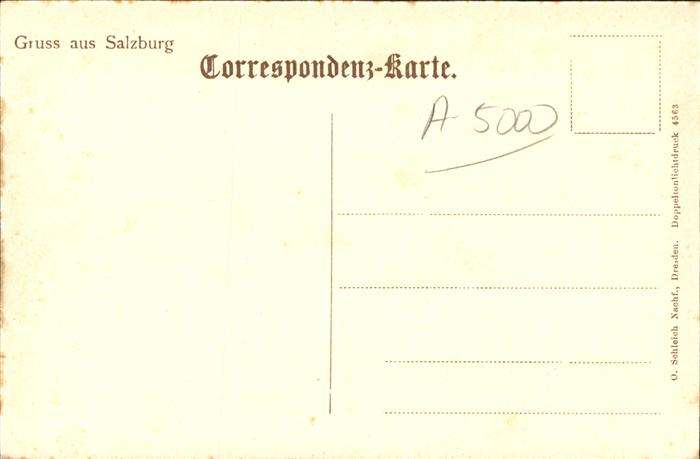 Gruss aus Salzburg
Correspondenz-Karte.
A 5000
O. Schleich Nachf., Dresden. Doppeltonlichtdruck 4563